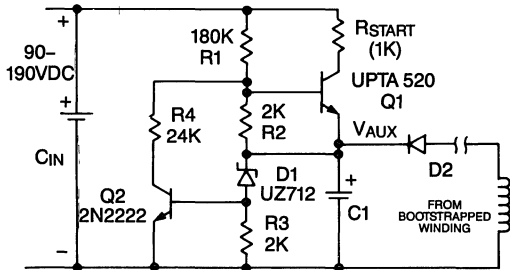 +
90–
190VDC
+
CIN
–
180K
R1
RSTART
(1K)
UPTA 520
Q1
R4
24K
2K
R2
VAUX
D2
D1
UZ712
+
C1
Q2
2N2222
R3
2K
FROM
BOOTSTRAPPED
WINDING